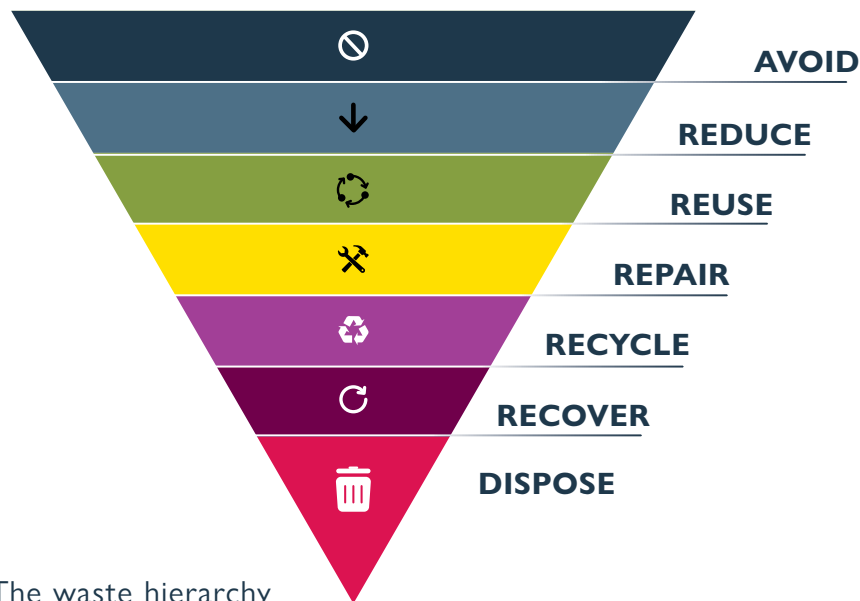 AVOID
REDUCE
REUSE
REPAIR
RECYCLE
RECOVER
DISPOSE
The waste hierarchy